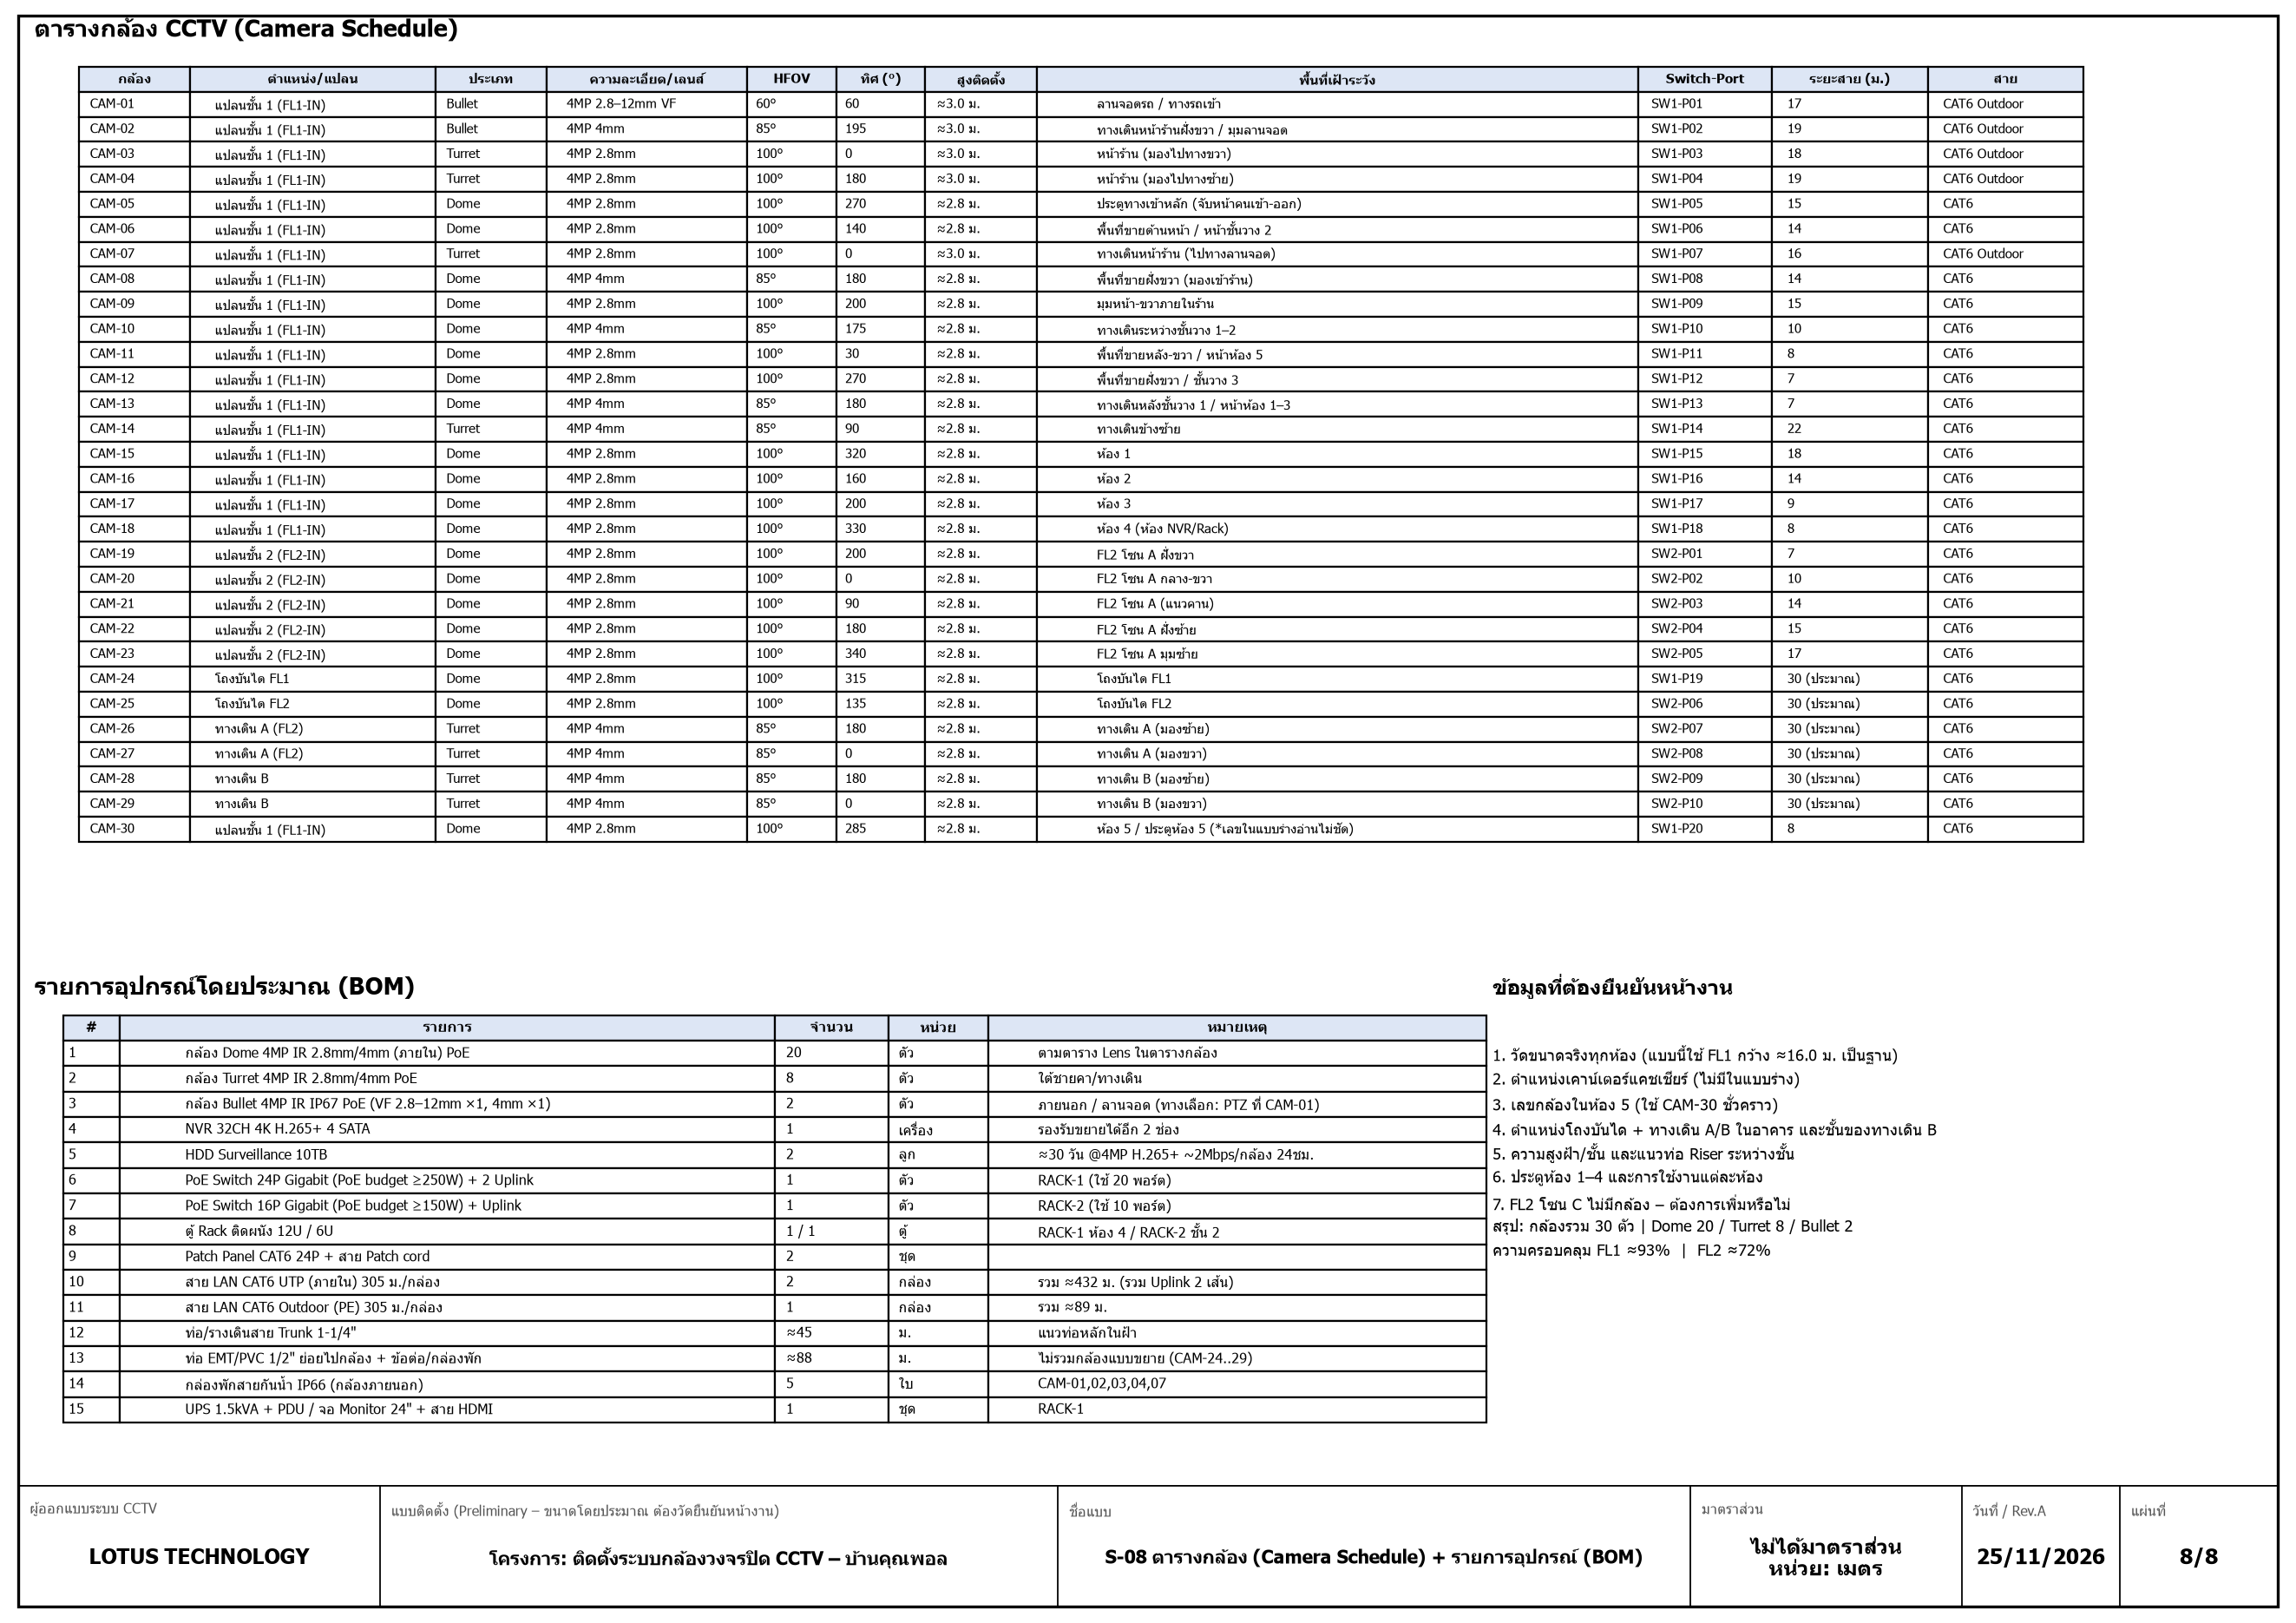 ตารางกล้อง CCTV (Camera Schedule)
กล้อง ตำแหน่ง/แปลน ประเภท ความละเอียด/เลนส์ HFOV ทิศ (°) สูงติดตั้ง พื้นที่เฝ้าระวัง Switch-Port ระยะสาย (ม.) สาย
CAM-01 แปลนชั้น 1 (FL1-IN) Bullet 4MP 2.8–12mm VF 60° 60 ≈3.0 ม. ลานจอดรถ / ทางรถเข้า SW1-P01 17 CAT6 Outdoor
CAM-02 แปลนชั้น 1 (FL1-IN) Bullet 4MP 4mm 85° 195 ≈3.0 ม. ทางเดินหน้าร้านฝั่งขวา / มุมลานจอด SW1-P02 19 CAT6 Outdoor
CAM-03 แปลนชั้น 1 (FL1-IN) Turret 4MP 2.8mm 100° 0 ≈3.0 ม. หน้าร้าน (มองไปทางขวา) SW1-P03 18 CAT6 Outdoor
CAM-04 แปลนชั้น 1 (FL1-IN) Turret 4MP 2.8mm 100° 180 ≈3.0 ม. หน้าร้าน (มองไปทางซ้าย) SW1-P04 19 CAT6 Outdoor
CAM-05 แปลนชั้น 1 (FL1-IN) Dome 4MP 2.8mm 100° 270 ≈2.8 ม. ประตูทางเข้าหลัก (จับหน้าคนเข้า-ออก) SW1-P05 15 CAT6
CAM-06 แปลนชั้น 1 (FL1-IN) Dome 4MP 2.8mm 100° 140 ≈2.8 ม. พื้นที่ขายด้านหน้า / หน้าชั้นวาง 2 SW1-P06 14 CAT6
CAM-07 แปลนชั้น 1 (FL1-IN) Turret 4MP 2.8mm 100° 0 ≈3.0 ม. ทางเดินหน้าร้าน (ไปทางลานจอด) SW1-P07 16 CAT6 Outdoor
CAM-08 แปลนชั้น 1 (FL1-IN) Dome 4MP 4mm 85° 180 ≈2.8 ม. พื้นที่ขายฝั่งขวา (มองเข้าร้าน) SW1-P08 14 CAT6
CAM-09 แปลนชั้น 1 (FL1-IN) Dome 4MP 2.8mm 100° 200 ≈2.8 ม. มุมหน้า-ขวาภายในร้าน SW1-P09 15 CAT6
CAM-10 แปลนชั้น 1 (FL1-IN) Dome 4MP 4mm 85° 175 ≈2.8 ม. ทางเดินระหว่างชั้นวาง 1–2 SW1-P10 10 CAT6
CAM-11 แปลนชั้น 1 (FL1-IN) Dome 4MP 2.8mm 100° 30 ≈2.8 ม. พื้นที่ขายหลัง-ขวา / หน้าห้อง 5 SW1-P11 8 CAT6
CAM-12 แปลนชั้น 1 (FL1-IN) Dome 4MP 2.8mm 100° 270 ≈2.8 ม. พื้นที่ขายฝั่งขวา / ชั้นวาง 3 SW1-P12 7 CAT6
CAM-13 แปลนชั้น 1 (FL1-IN) Dome 4MP 4mm 85° 180 ≈2.8 ม. ทางเดินหลังชั้นวาง 1 / หน้าห้อง 1–3 SW1-P13 7 CAT6
CAM-14 แปลนชั้น 1 (FL1-IN) Turret 4MP 4mm 85° 90 ≈2.8 ม. ทางเดินข้างซ้าย SW1-P14 22 CAT6
CAM-15 แปลนชั้น 1 (FL1-IN) Dome 4MP 2.8mm 100° 320 ≈2.8 ม. ห้อง 1 SW1-P15 18 CAT6
CAM-16 แปลนชั้น 1 (FL1-IN) Dome 4MP 2.8mm 100° 160 ≈2.8 ม. ห้อง 2 SW1-P16 14 CAT6
CAM-17 แปลนชั้น 1 (FL1-IN) Dome 4MP 2.8mm 100° 200 ≈2.8 ม. ห้อง 3 SW1-P17 9 CAT6
CAM-18 แปลนชั้น 1 (FL1-IN) Dome 4MP 2.8mm 100° 330 ≈2.8 ม. ห้อง 4 (ห้อง NVR/Rack) SW1-P18 8 CAT6
CAM-19 แปลนชั้น 2 (FL2-IN) Dome 4MP 2.8mm 100° 200 ≈2.8 ม. FL2 โซน A ฝั่งขวา SW2-P01 7 CAT6
CAM-20 แปลนชั้น 2 (FL2-IN) Dome 4MP 2.8mm 100° 0 ≈2.8 ม. FL2 โซน A กลาง-ขวา SW2-P02 10 CAT6
CAM-21 แปลนชั้น 2 (FL2-IN) Dome 4MP 2.8mm 100° 90 ≈2.8 ม. FL2 โซน A (แนวคาน) SW2-P03 14 CAT6
CAM-22 แปลนชั้น 2 (FL2-IN) Dome 4MP 2.8mm 100° 180 ≈2.8 ม. FL2 โซน A ฝั่งซ้าย SW2-P04 15 CAT6
CAM-23 แปลนชั้น 2 (FL2-IN) Dome 4MP 2.8mm 100° 340 ≈2.8 ม. FL2 โซน A มุมซ้าย SW2-P05 17 CAT6
CAM-24 โถงบันได FL1 Dome 4MP 2.8mm 100° 315 ≈2.8 ม. โถงบันได FL1 SW1-P19 30 (ประมาณ) CAT6
CAM-25 โถงบันได FL2 Dome 4MP 2.8mm 100° 135 ≈2.8 ม. โถงบันได FL2 SW2-P06 30 (ประมาณ) CAT6
CAM-26 ทางเดิน A (FL2) Turret 4MP 4mm 85° 180 ≈2.8 ม. ทางเดิน A (มองซ้าย) SW2-P07 30 (ประมาณ) CAT6
CAM-27 ทางเดิน A (FL2) Turret 4MP 4mm 85° 0 ≈2.8 ม. ทางเดิน A (มองขวา) SW2-P08 30 (ประมาณ) CAT6
CAM-28 ทางเดิน B Turret 4MP 4mm 85° 180 ≈2.8 ม. ทางเดิน B (มองซ้าย) SW2-P09 30 (ประมาณ) CAT6
CAM-29 ทางเดิน B Turret 4MP 4mm 85° 0 ≈2.8 ม. ทางเดิน B (มองขวา) SW2-P10 30 (ประมาณ) CAT6
CAM-30 แปลนชั้น 1 (FL1-IN) Dome 4MP 2.8mm 100° 285 ≈2.8 ม. ห้อง 5 / ประตูห้อง 5 (*เลขในแบบร่างอ่านไม่ชัด) SW1-P20 8 CAT6
รายการอุปกรณ์โดยประมาณ (BOM)
# รายการ จำนวน หน่วย หมายเหตุ
1 กล้อง Dome 4MP IR 2.8mm/4mm (ภายใน) PoE 20 ตัว ตามตาราง Lens ในตารางกล้อง
2 กล้อง Turret 4MP IR 2.8mm/4mm PoE 8 ตัว ใต้ชายคา/ทางเดิน
3 กล้อง Bullet 4MP IR IP67 PoE (VF 2.8–12mm ×1, 4mm ×1) 2 ตัว ภายนอก / ลานจอด (ทางเลือก: PTZ ที่ CAM-01)
4 NVR 32CH 4K H.265+ 4 SATA 1 เครื่อง รองรับขยายได้อีก 2 ช่อง
5 HDD Surveillance 10TB 2 ลูก ≈30 วัน @4MP H.265+ ~2Mbps/กล้อง 24ชม.
6 PoE Switch 24P Gigabit (PoE budget ≥250W) + 2 Uplink 1 ตัว RACK-1 (ใช้ 20 พอร์ต)
7 PoE Switch 16P Gigabit (PoE budget ≥150W) + Uplink 1 ตัว RACK-2 (ใช้ 10 พอร์ต)
8 ตู้ Rack ติดผนัง 12U / 6U 1 / 1 ตู้ RACK-1 ห้อง 4 / RACK-2 ชั้น 2
9 Patch Panel CAT6 24P + สาย Patch cord 2 ชุด
10 สาย LAN CAT6 UTP (ภายใน) 305 ม./กล่อง 2 กล่อง รวม ≈432 ม. (รวม Uplink 2 เส้น)
11 สาย LAN CAT6 Outdoor (PE) 305 ม./กล่อง 1 กล่อง รวม ≈89 ม.
12 ท่อ/รางเดินสาย Trunk 1-1/4" ≈45 ม. แนวท่อหลักในฝ้า
13 ท่อ EMT/PVC 1/2" ย่อยไปกล้อง + ข้อต่อ/กล่องพัก ≈88 ม. ไม่รวมกล้องแบบขยาย (CAM-24..29)
14 กล่องพักสายกันน้ำ IP66 (กล้องภายนอก) 5 ใบ CAM-01,02,03,04,07
15 UPS 1.5kVA + PDU / จอ Monitor 24" + สาย HDMI 1 ชุด RACK-1
ข้อมูลที่ต้องยืนยันหน้างาน
1. วัดขนาดจริงทุกห้อง (แบบนี้ใช้ FL1 กว้าง ≈16.0 ม. เป็นฐาน)
2. ตำแหน่งเคาน์เตอร์แคชเชียร์ (ไม่มีในแบบร่าง)
3. เลขกล้องในห้อง 5 (ใช้ CAM-30 ชั่วคราว)
4. ตำแหน่งโถงบันได + ทางเดิน A/B ในอาคาร และชั้นของทางเดิน B
5. ความสูงฝ้า/ชั้น และแนวท่อ Riser ระหว่างชั้น
6. ประตูห้อง 1–4 และการใช้งานแต่ละห้อง
7. FL2 โซน C ไม่มีกล้อง – ต้องการเพิ่มหรือไม่
สรุป: กล้องรวม 30 ตัว | Dome 20 / Turret 8 / Bullet 2
ความครอบคลุม FL1 ≈93% | FL2 ≈72%
ผู้ออกแบบระบบ CCTV
LOTUS TECHNOLOGY
แบบติดตั้ง (Preliminary – ขนาดโดยประมาณ ต้องวัดยืนยันหน้างาน)
โครงการ: ติดตั้งระบบกล้องวงจรปิด CCTV – บ้านคุณพอล
ชื่อแบบ
S-08 ตารางกล้อง (Camera Schedule) + รายการอุปกรณ์ (BOM)
มาตราส่วน
ไม่ได้มาตราส่วน
หน่วย: เมตร
วันที่ / Rev.A
25/11/2026
แผ่นที่
8/8